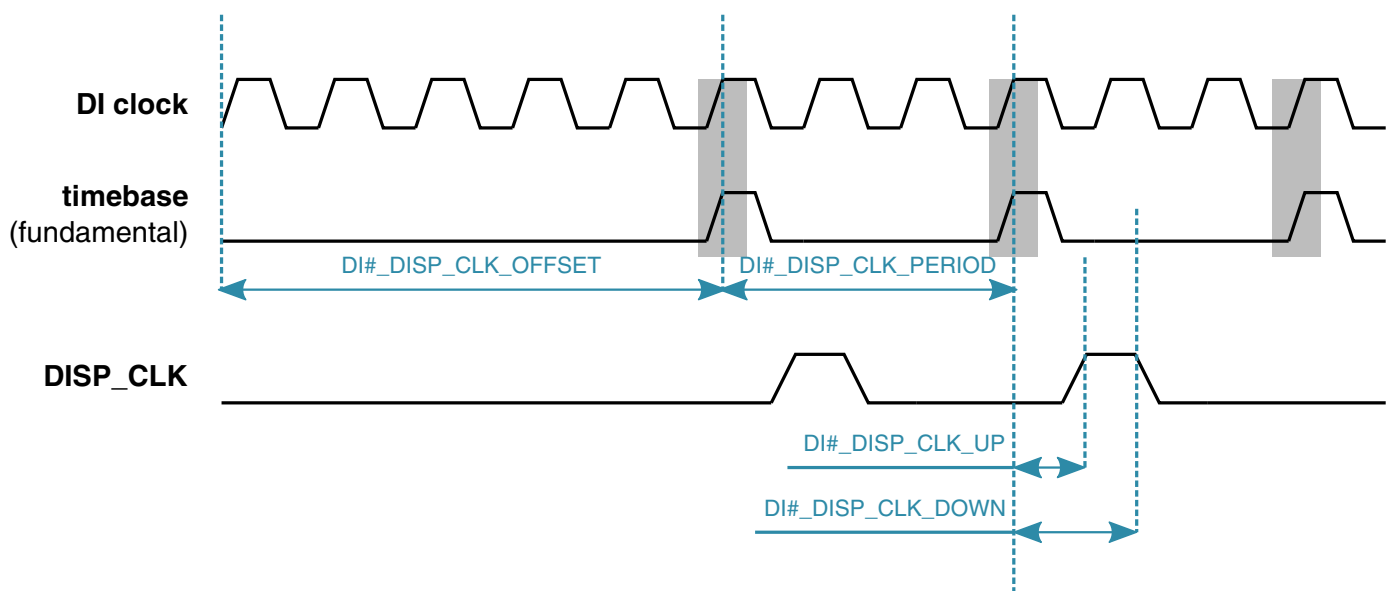 DI clock
timebase
(fundamental)
DI#_DISP_CLK_OFFSET
DI#_DISP_CLK_PERIOD
DISP_CLK
DI#_DISP_CLK_UP
DI#_DISP_CLK_DOWN